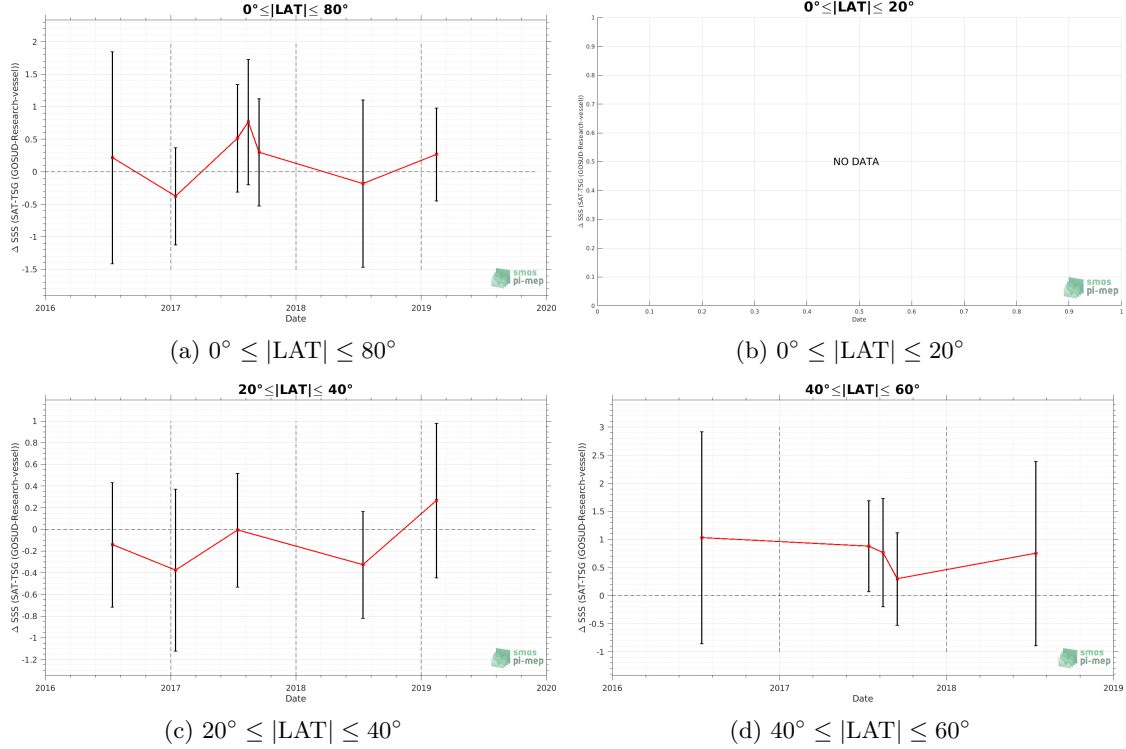 0°≤|LAT|≤ 80°
Δ SSS (SAT-TSG (GOSUD-Research-vessel))
2
1.5
1
0.5
0
-0.5
-1
-1.5
2016 2017 2018 2019 2020
Date
smos
pi-mep
(a) 0° ≤ |LAT| ≤ 80°
0°≤|LAT|≤ 20°
Δ SSS (SAT-TSG (GOSUD-Research-vessel))
1
0.9
0.8
0.7
0.6
0.5
0.4
0.3
0.2
0.1
0
NO DATA
0 0.1 0.2 0.3 0.4 0.5 0.6 0.7 0.8 0.9 1
Date
smos
pi-mep
(b) 0° ≤ |LAT| ≤ 20°
20°≤|LAT|≤ 40°
Δ SSS (SAT-TSG (GOSUD-Research-vessel))
1
0.8
0.6
0.4
0.2
0
-0.2
-0.4
-0.6
-0.8
-1
-1.2
2016 2017 2018 2019 2020
Date
smos
pi-mep
(c) 20° ≤ |LAT| ≤ 40°
40°≤|LAT|≤ 60°
Δ SSS (SAT-TSG (GOSUD-Research-vessel))
3
2.5
2
1.5
1
0.5
0
-0.5
-1
2016 2017 2018 2019
Date
smos
pi-mep
(d) 40° ≤ |LAT| ≤ 60°